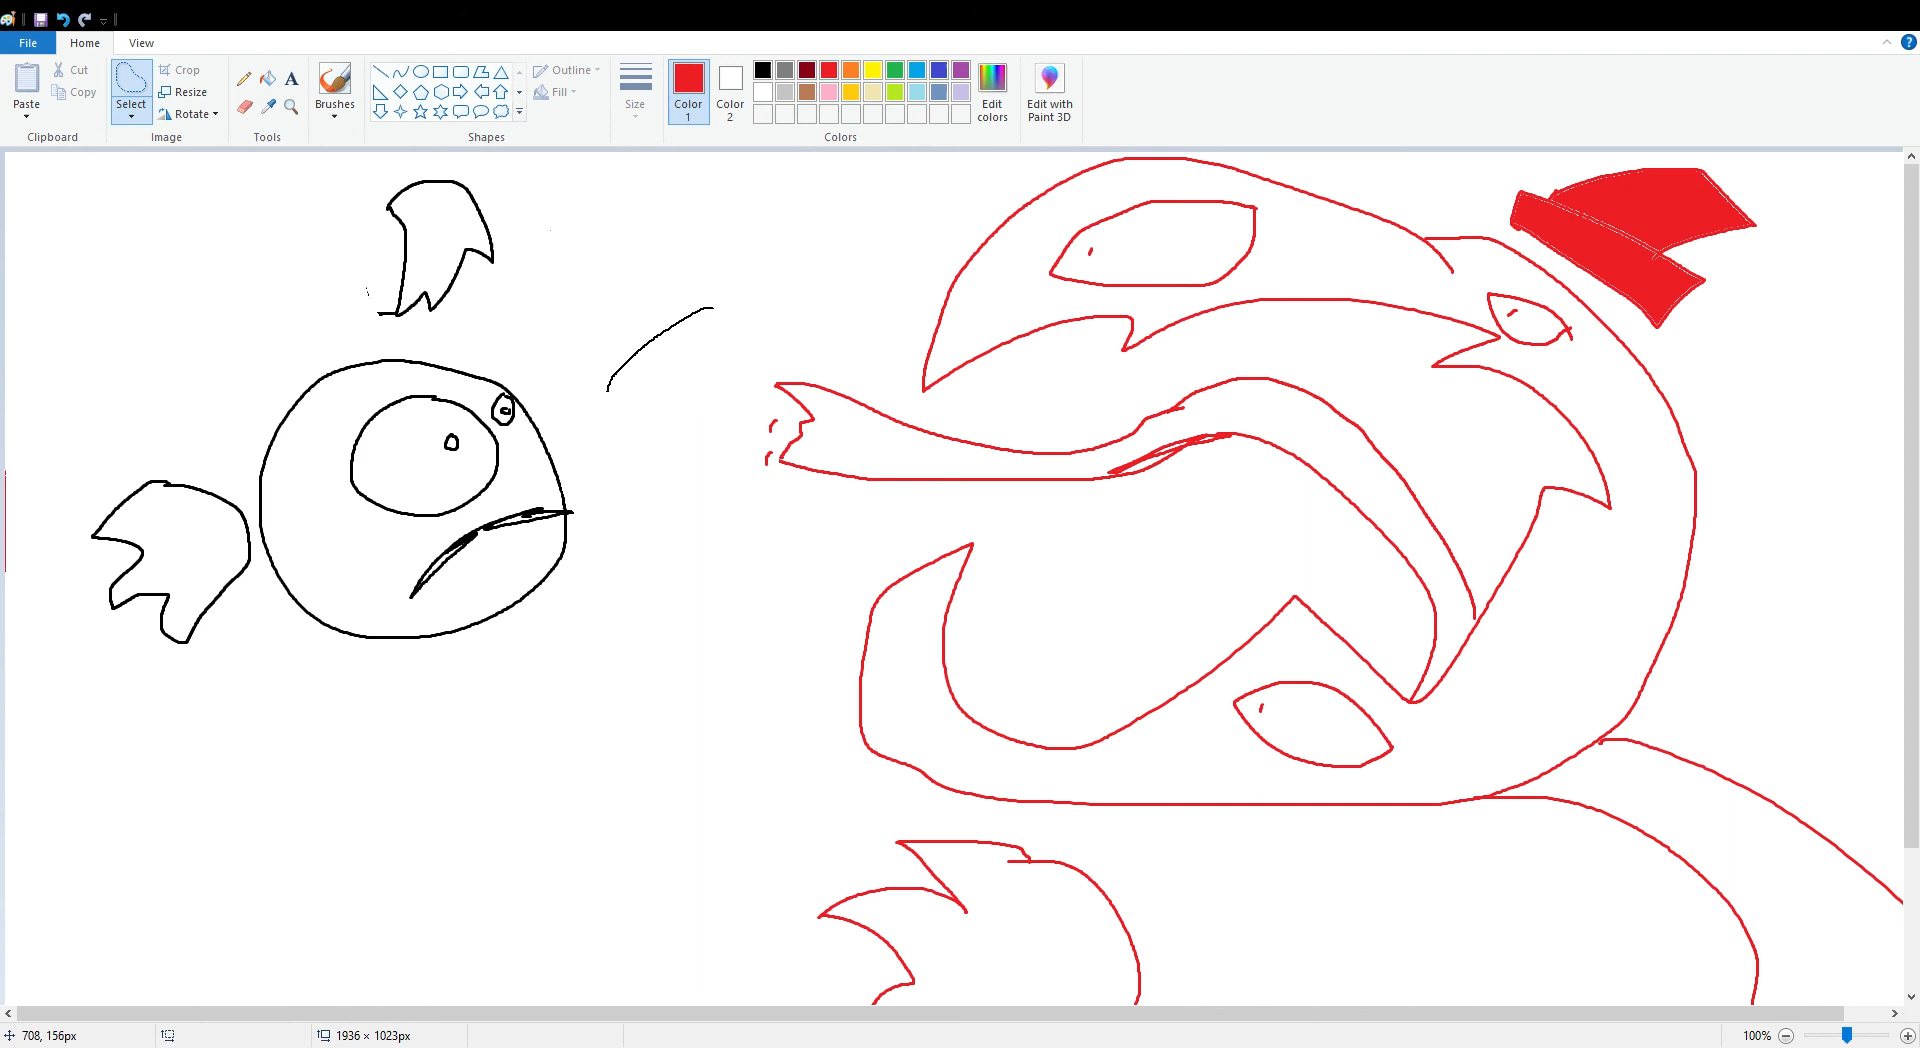 File Home View
Paste
Cut
Copy
Clipboard
Select
Crop
Resize
Rotate
Image
A
Tools
Brushes
Shapes
Outline
Fill
Size
Color 1
Color 2
Edit colors
Colors
Edit with Paint 3D
?
708, 156px
1936 × 1023px
100%